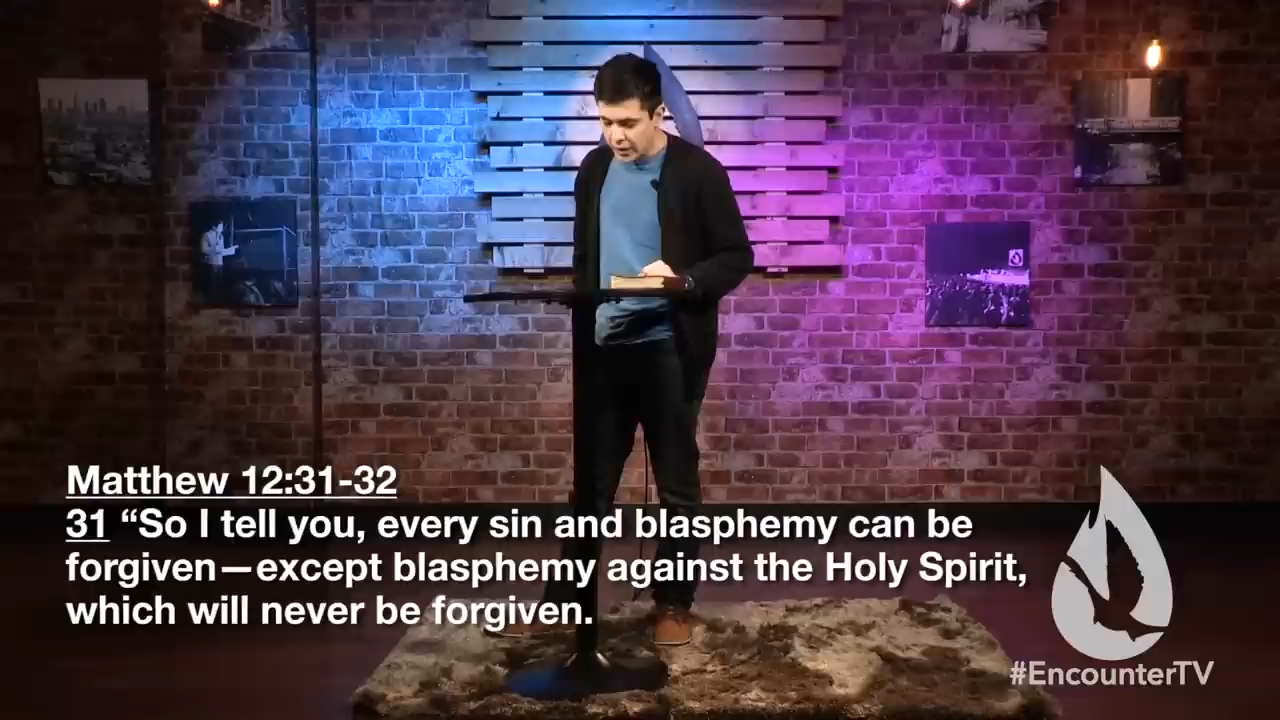 Matthew 12:31-32
31 “So I tell you, every sin and blasphemy can be
forgiven—except blasphemy against the Holy Spirit,
which will never be forgiven.
#EncounterTV